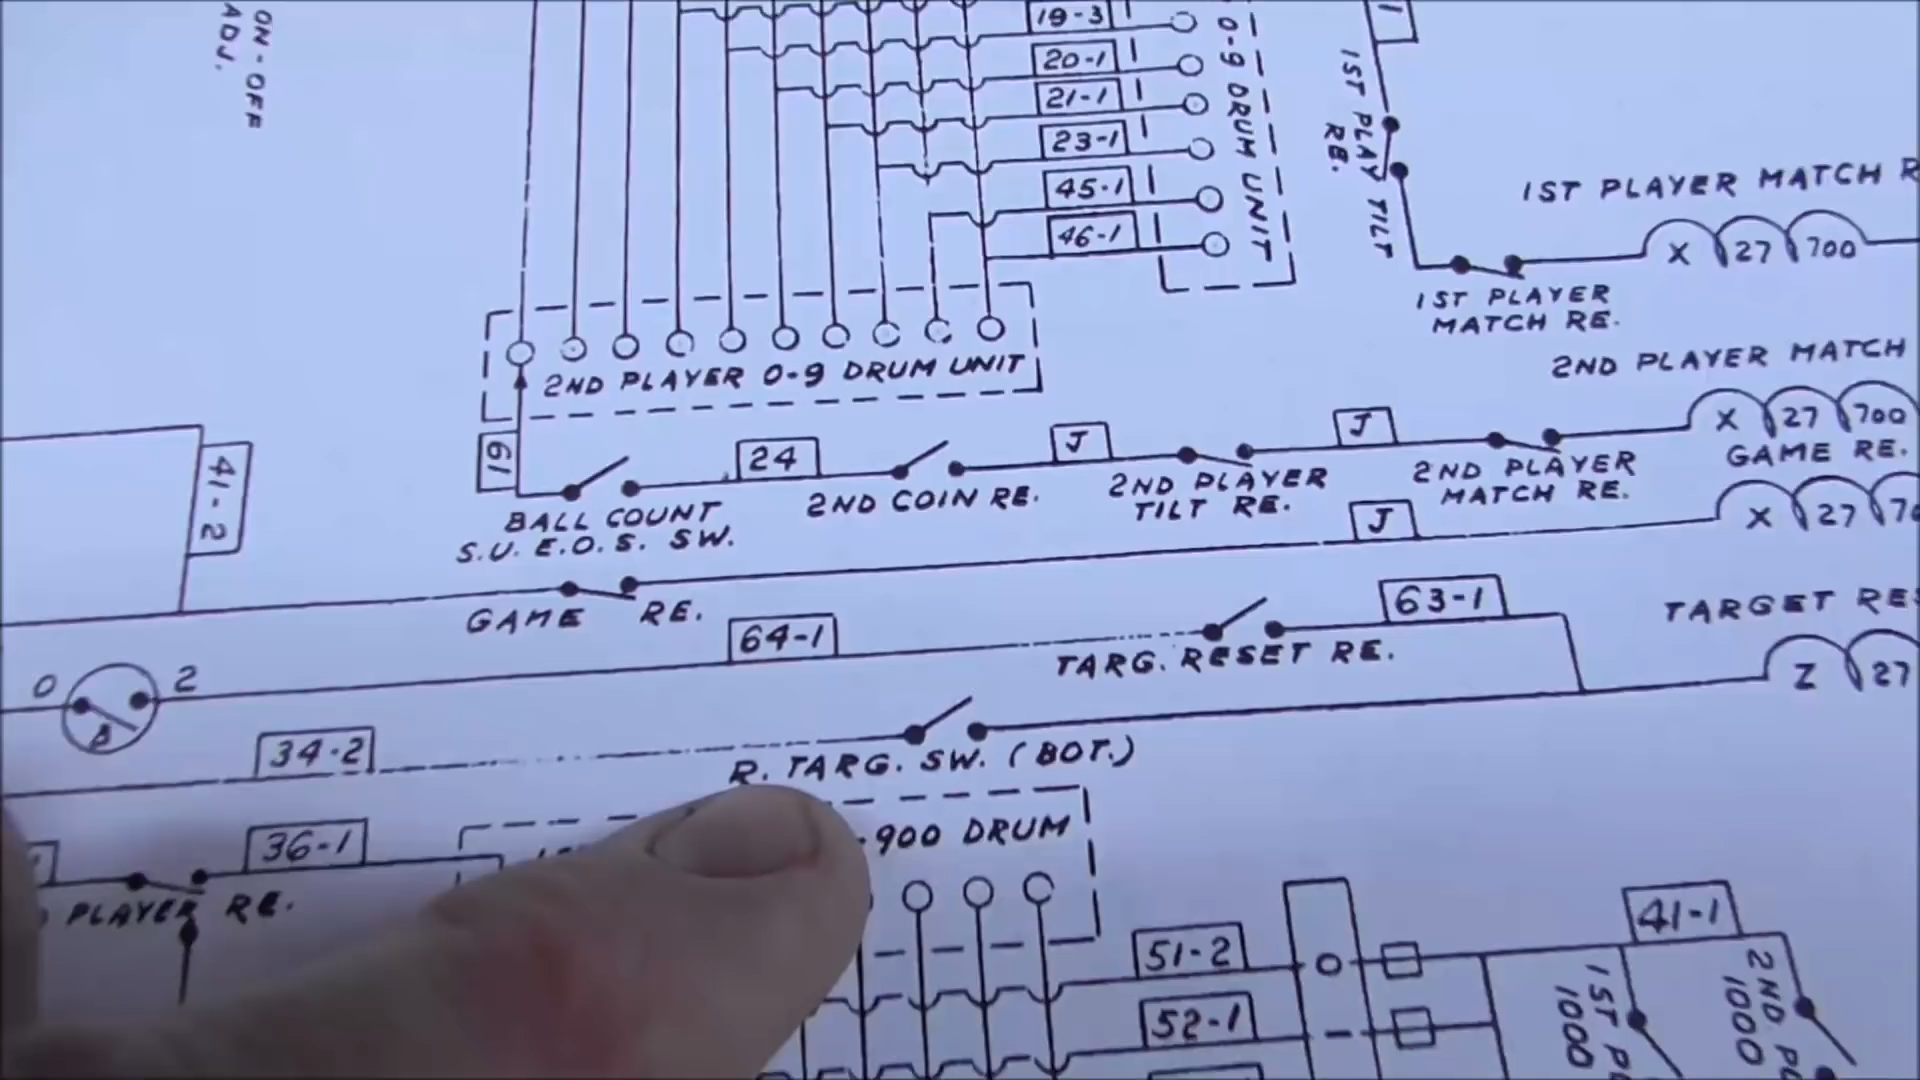 ON-OFF
ADJ.
19-3
20-1
21-1
23-1
45-1
46-1
0-9 DRUM UNIT
1ST PLAY TILT
RE.
1ST PLAYER MATCH R
X 27 700
1ST PLAYER
MATCH RE.
2ND PLAYER 0-9 DRUM UNIT
2ND PLAYER MATCH
X 27 700
61
24
J
J
BALL COUNT
S.U. E.O.S. SW.
2ND COIN RE.
2ND PLAYER
TILT RE.
2ND PLAYER
MATCH RE.
GAME RE.
41-2
J
X 27
GAME RE.
64-1
63-1
TARG. RESET RE.
TARGET RES
Z 27
0 2
34-2
R. TARG. SW. (BOT.)
36-1
PLAYER RE.
-900 DRUM
51-2
52-1
41-1
1ST
1000
2ND
1000